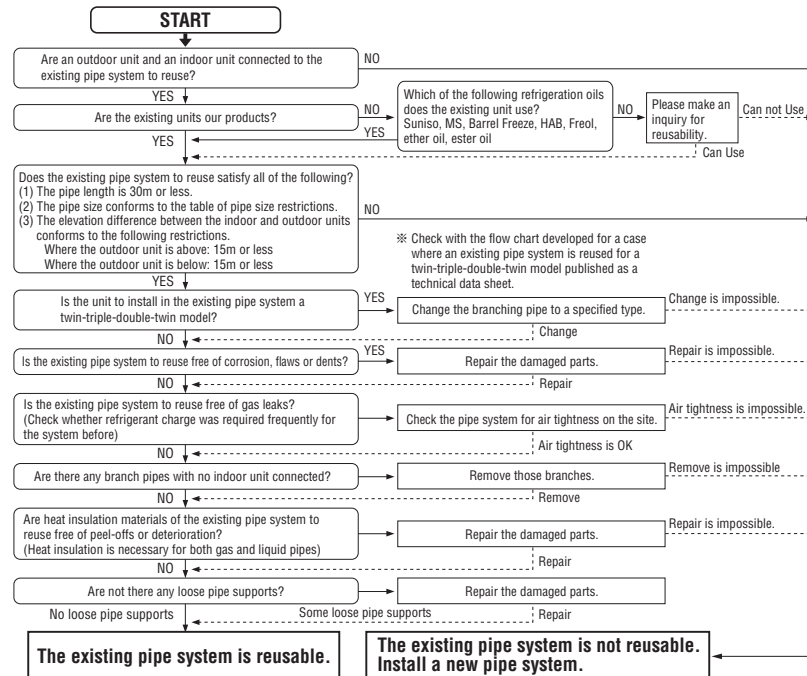 START
Are an outdoor unit and an indoor unit connected to the
existing pipe system to reuse?
NO
YES
Are the existing units our products?
NO
YES
Which of the following refrigeration oils
does the existing unit use?
Suniso, MS, Barrel Freeze, HAB, Freol,
ether oil, ester oil
NO
YES
Please make an
inquiry for
reusability.
Can not Use
Can Use
Does the existing pipe system to reuse satisfy all of the following?
(1) The pipe length is 30m or less.
(2) The pipe size conforms to the table of pipe size restrictions.
(3) The elevation difference between the indoor and outdoor units
conforms to the following restrictions.
Where the outdoor unit is above: 15m or less
Where the outdoor unit is below: 15m or less
NO
YES
※ Check with the flow chart developed for a case
where an existing pipe system is reused for a
twin-triple-double-twin model published as a
technical data sheet.
Is the unit to install in the existing pipe system a
twin-triple-double-twin model?
YES
NO
Change the branching pipe to a specified type.
Change is impossible.
Change
Is the existing pipe system to reuse free of corrosion, flaws or dents?
YES
NO
Repair the damaged parts.
Repair is impossible.
Repair
Is the existing pipe system to reuse free of gas leaks?
(Check whether refrigerant charge was required frequently for
the system before)
NO
Check the pipe system for air tightness on the site.
Air tightness is impossible.
Air tightness is OK
Are there any branch pipes with no indoor unit connected?
NO
Remove those branches.
Remove is impossible
Remove
Are heat insulation materials of the existing pipe system to
reuse free of peel-offs or deterioration?
(Heat insulation is necessary for both gas and liquid pipes)
NO
Repair the damaged parts.
Repair is impossible.
Repair
Are not there any loose pipe supports?
Repair the damaged parts.
No loose pipe supports
Some loose pipe supports
Repair
The existing pipe system is reusable.
The existing pipe system is not reusable.
Install a new pipe system.